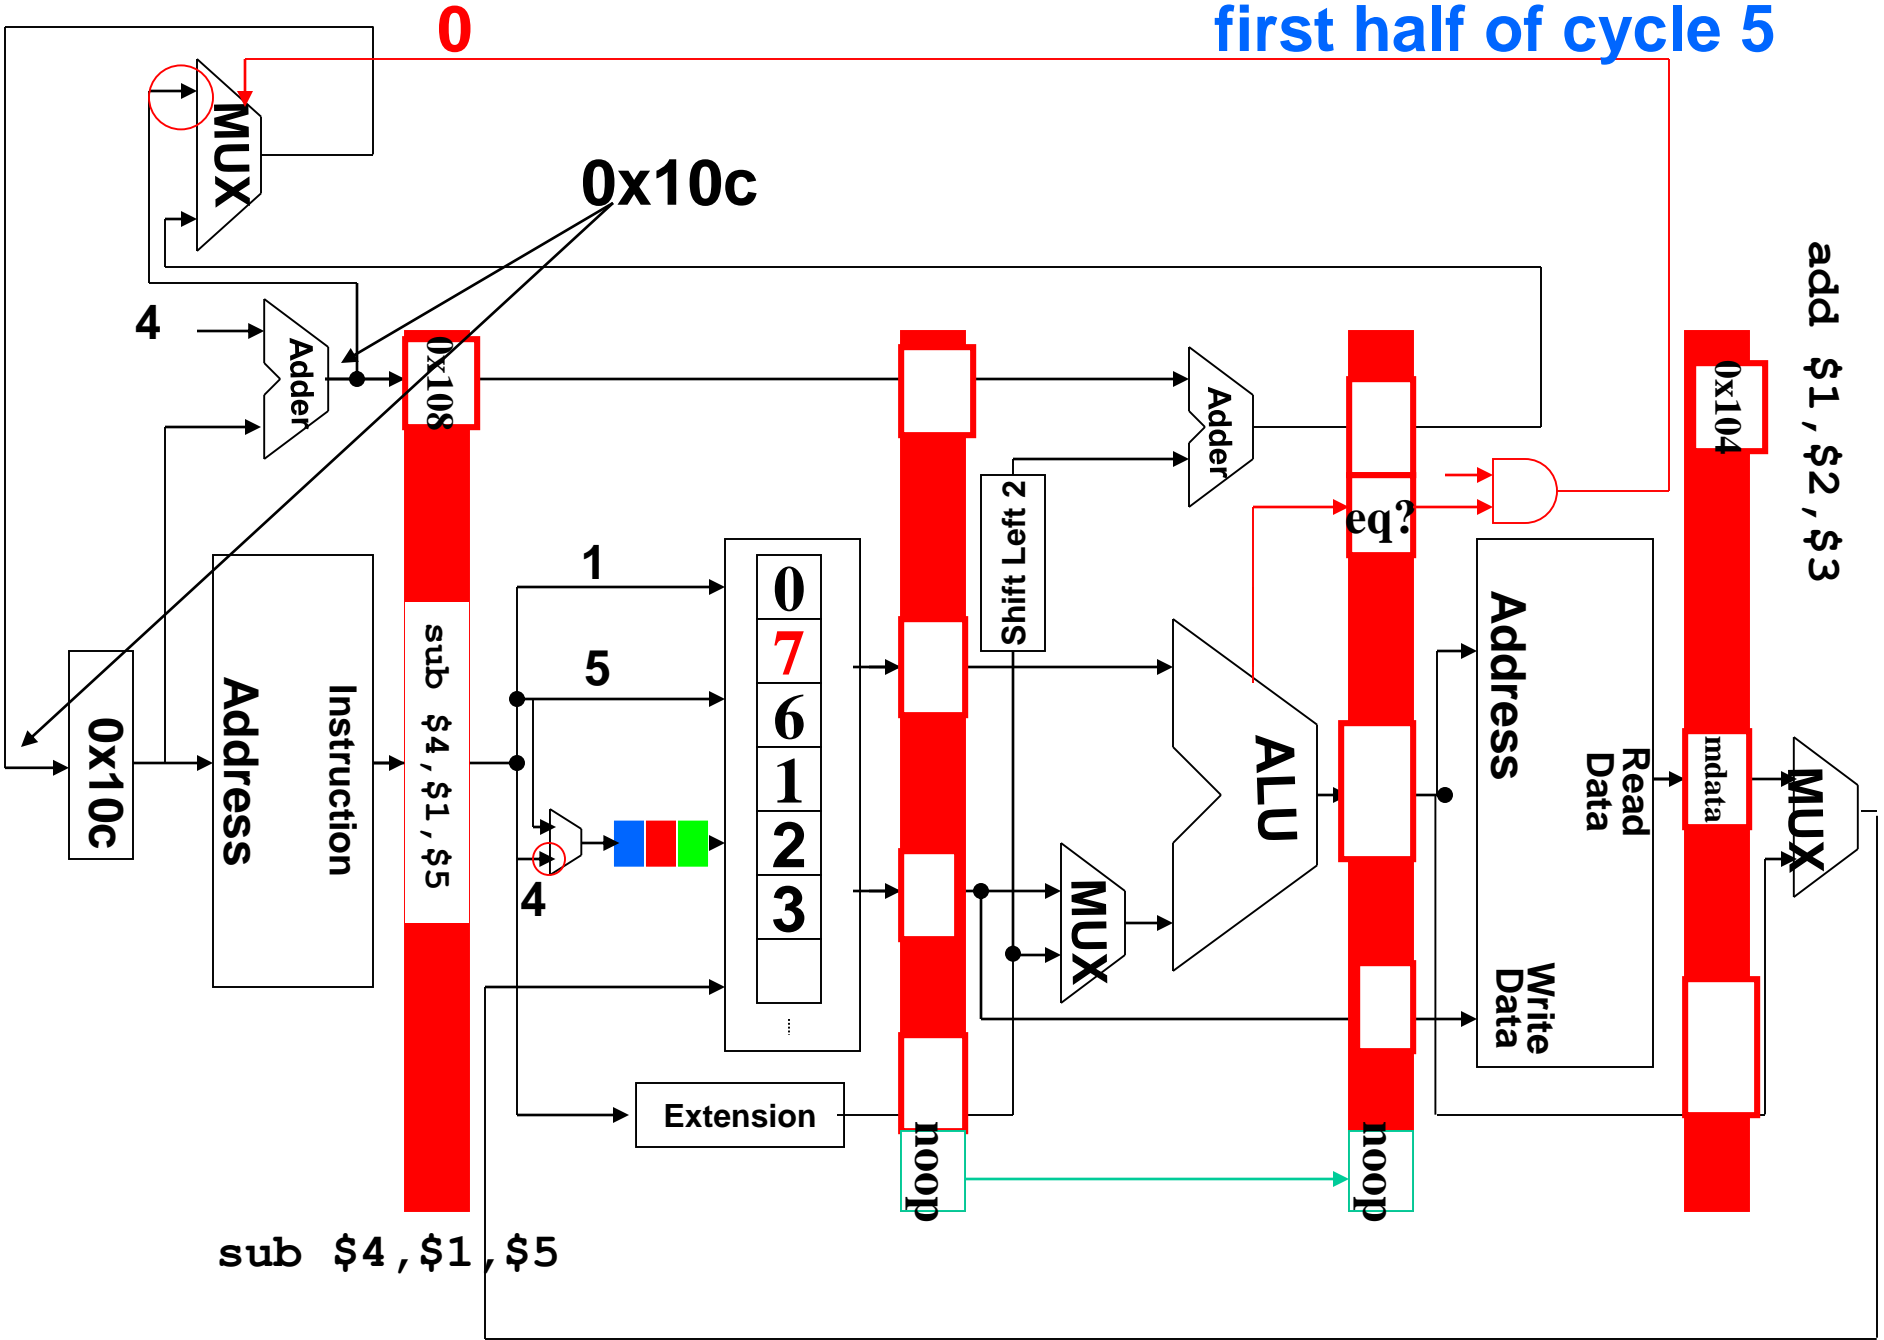 0
first half of cycle 5
MUX
0x10c
4
Adder
0x108
Adder
0x104
add $1,$2,$3
Shift Left 2
eq?
1
5
4
0
7
6
1
2
3
0x10c
Address
Instruction
sub $4,$1,$5
MUX
ALU
Address
Read
Data
Write
Data
mdata
MUX
Extension
noop
noop
sub $4,$1,$5